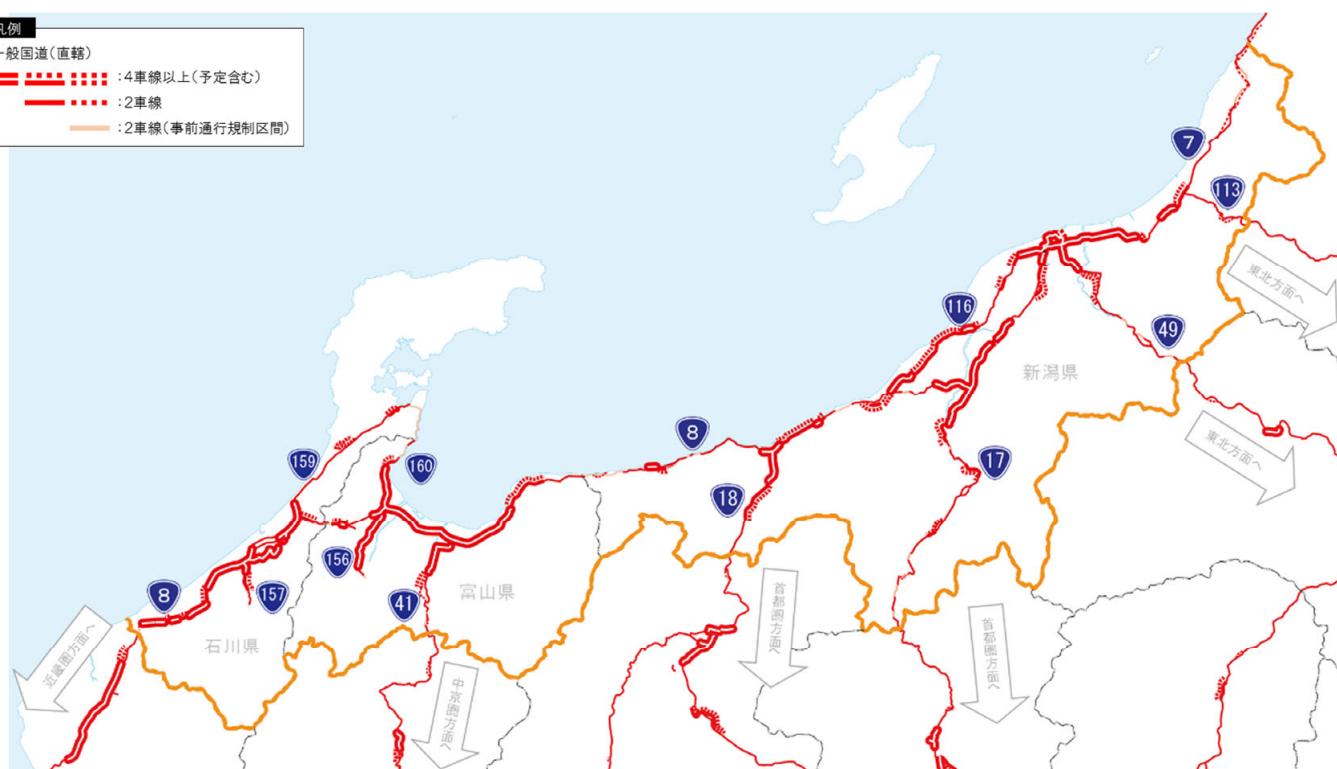 凡例
一般国道(直轄)
:4車線以上(予定含む)
:2車線
:2車線(事前通行規制区間)
7
113
東北方面へ
116
49
新潟県
東北方面へ
8
159
160
18
17
156
8
157
41
富山県
石川県
近畿圏方面へ
中京圏方面へ
首都圏方面へ
首都圏方面へ